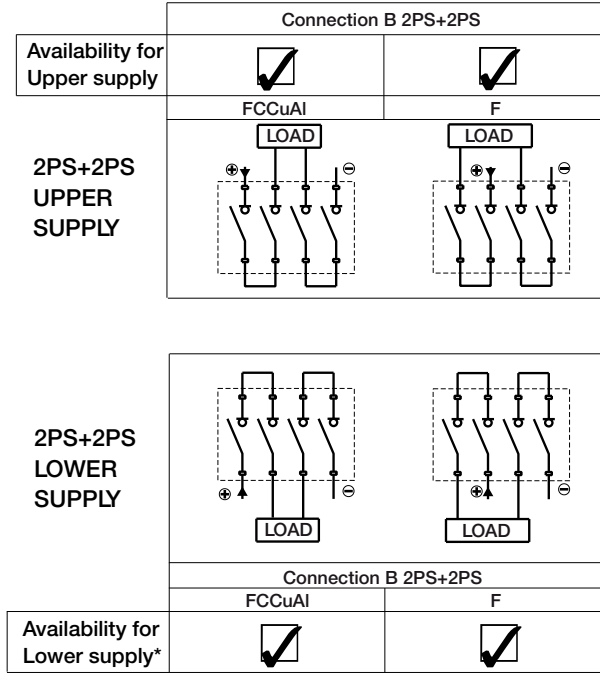 Connection B 2PS+2PS
Availability for
Upper supply
FCCuAl
F
LOAD
LOAD
⊕
⊖
⊕
⊖
2PS+2PS
UPPER
SUPPLY
2PS+2PS
LOWER
SUPPLY
⊕
⊖
⊕
⊖
LOAD
LOAD
Connection B 2PS+2PS
FCCuAl
F
Availability for
Lower supply*